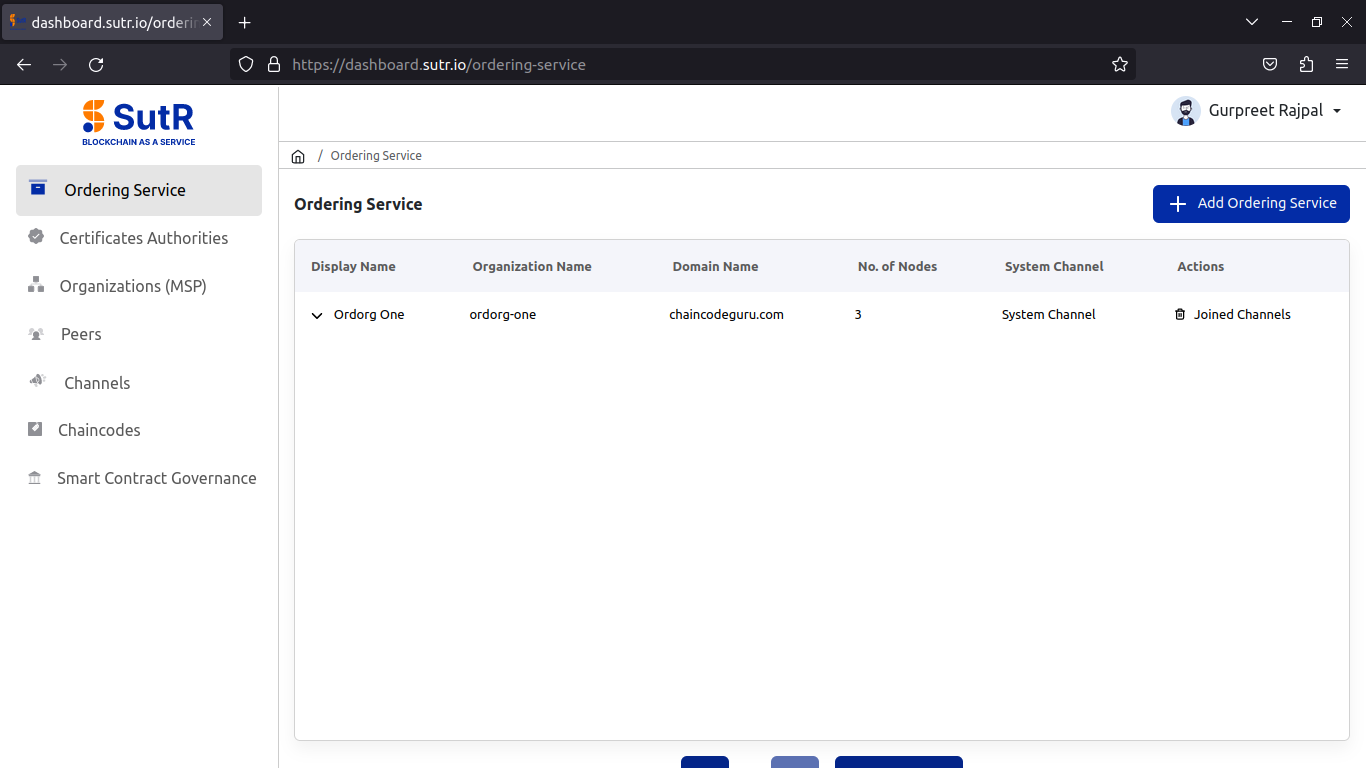 dashboard.sutr.io/orderin
https://dashboard.sutr.io/ordering-service
SutR
BLOCKCHAIN AS A SERVICE
Gurpreet Rajpal
/ Ordering Service
Ordering Service
Certificates Authorities
Organizations (MSP)
Peers
Channels
Chaincodes
Smart Contract Governance
Ordering Service
Add Ordering Service
Display Name Organization Name Domain Name No. of Nodes System Channel Actions
Ordorg One ordorg-one chaincodeguru.com 3 System Channel Joined Channels